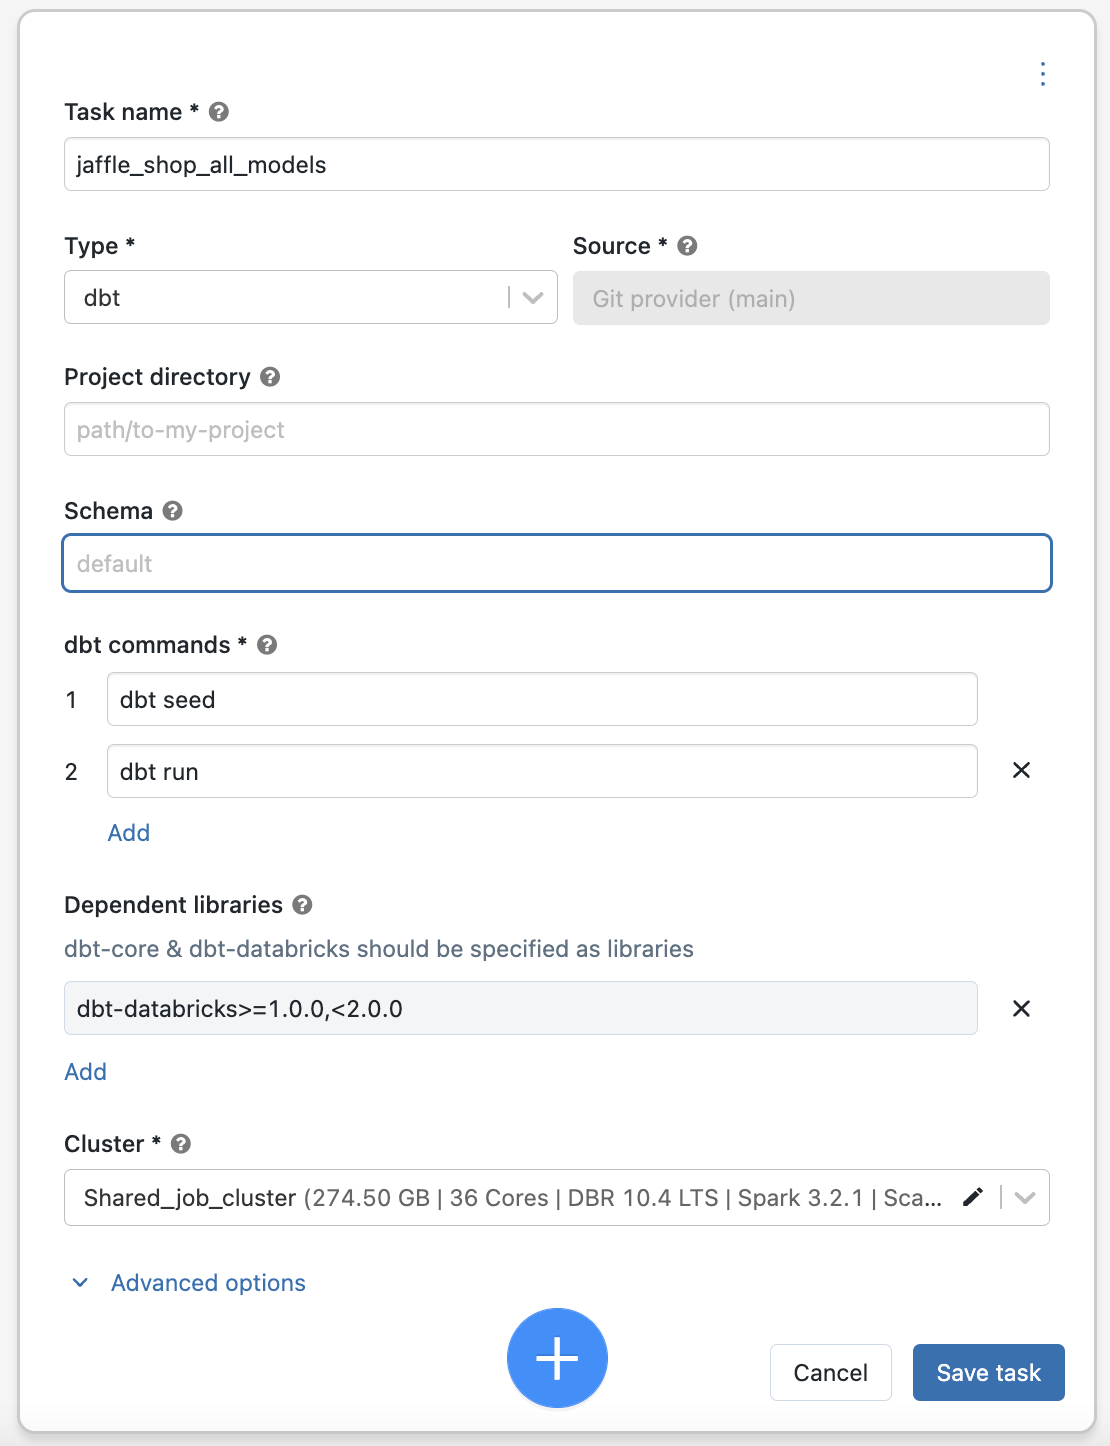 Task name *
jaffle_shop_all_models
Type *
Source *
dbt
Git provider (main)
Project directory
path/to-my-project
Schema
default
dbt commands *
1 dbt seed
2 dbt run
Add
Dependent libraries
dbt-core & dbt-databricks should be specified as libraries
dbt-databricks>=1.0.0,<2.0.0
Add
Cluster *
Shared_job_cluster (274.50 GB | 36 Cores | DBR 10.4 LTS | Spark 3.2.1 | Sca...
Advanced options
Cancel
Save task